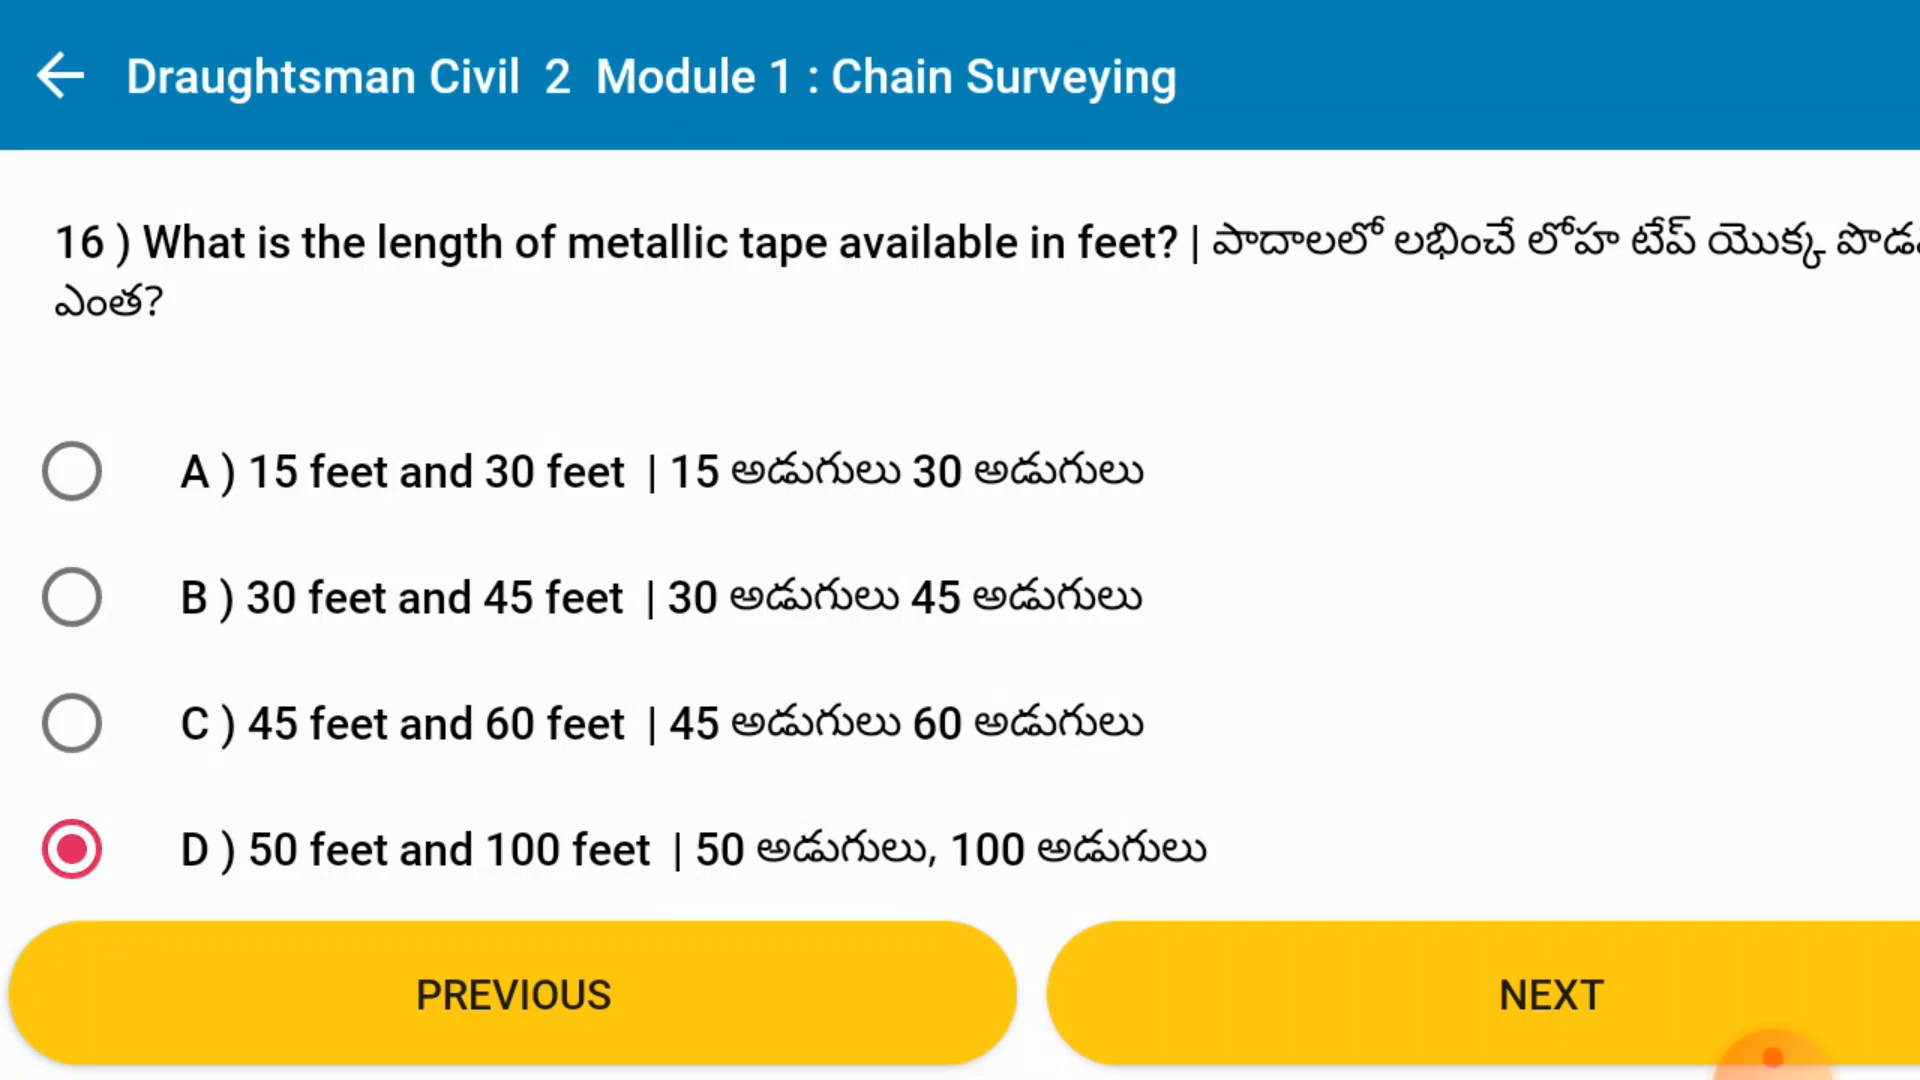 Draughtsman Civil 2 Module 1 : Chain Surveying
16 ) What is the length of metallic tape available in feet? | పాదాలలో లభించే లోహ టేప్ యొక్క
ఎంత?
A ) 15 feet and 30 feet | 15 అడుగులు 30 అడుగులు
B ) 30 feet and 45 feet | 30 అడుగులు 45 అడుగులు
C ) 45 feet and 60 feet | 45 అడుగులు 60 అడుగులు
D ) 50 feet and 100 feet | 50 అడుగులు, 100 అడుగులు
PREVIOUS
NEXT